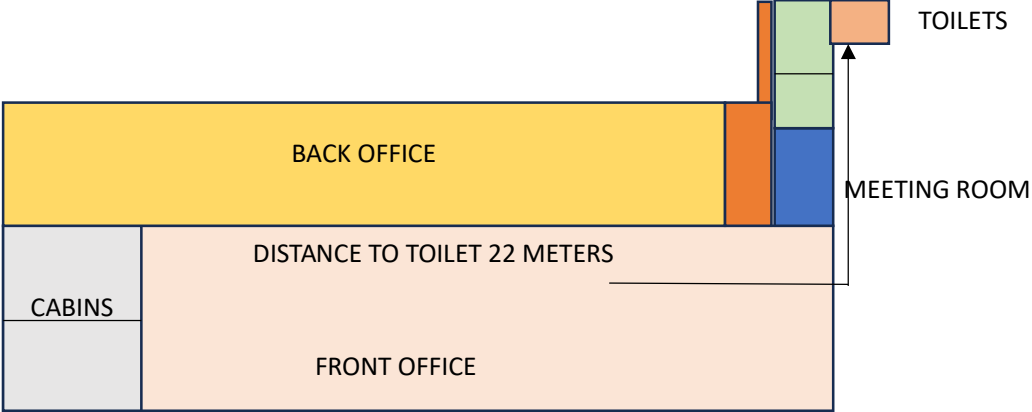 TOILETS
BACK OFFICE
MEETING ROOM
DISTANCE TO TOILET 22 METERS
CABINS
FRONT OFFICE